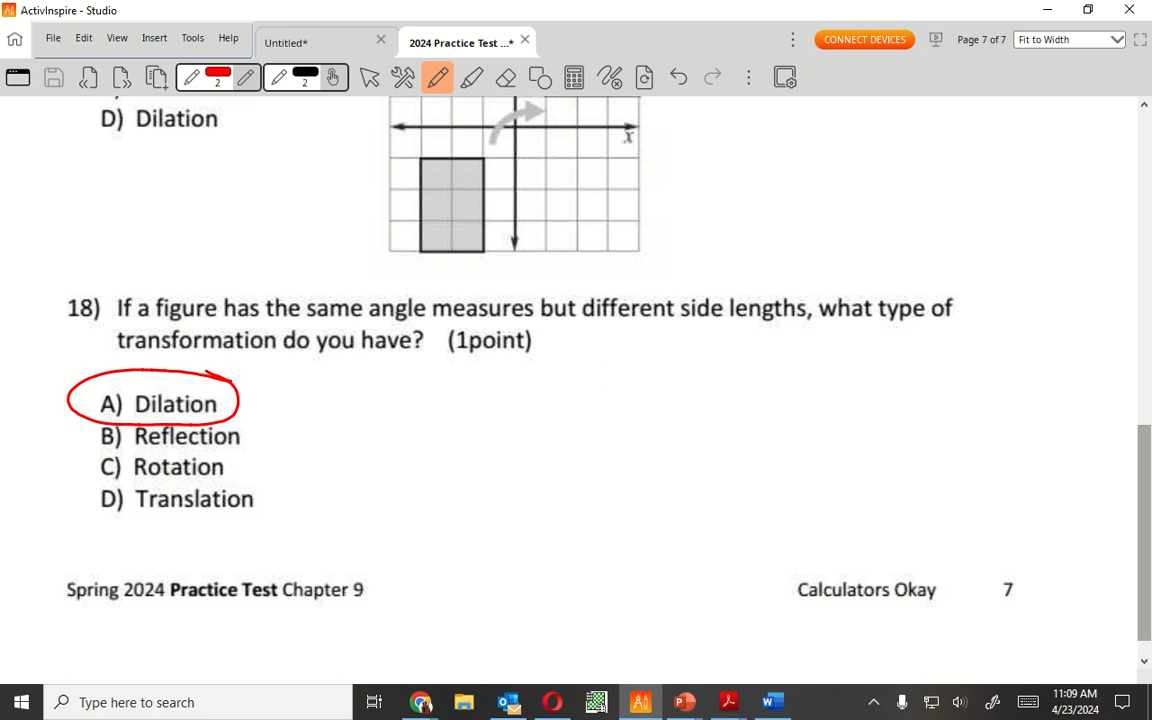 ActivInspire - Studio
File Edit View Insert Tools Help
Untitled*
2024 Practice Test ...*
CONNECT DEVICES
Page 7 of 7
Fit to Width
2
2
D) Dilation
x
18) If a figure has the same angle measures but different side lengths, what type of
transformation do you have? (1point)
A) Dilation
B) Reflection
C) Rotation
D) Translation
Spring 2024 Practice Test Chapter 9
Calculators Okay 7
Type here to search
11:09 AM
4/23/2024